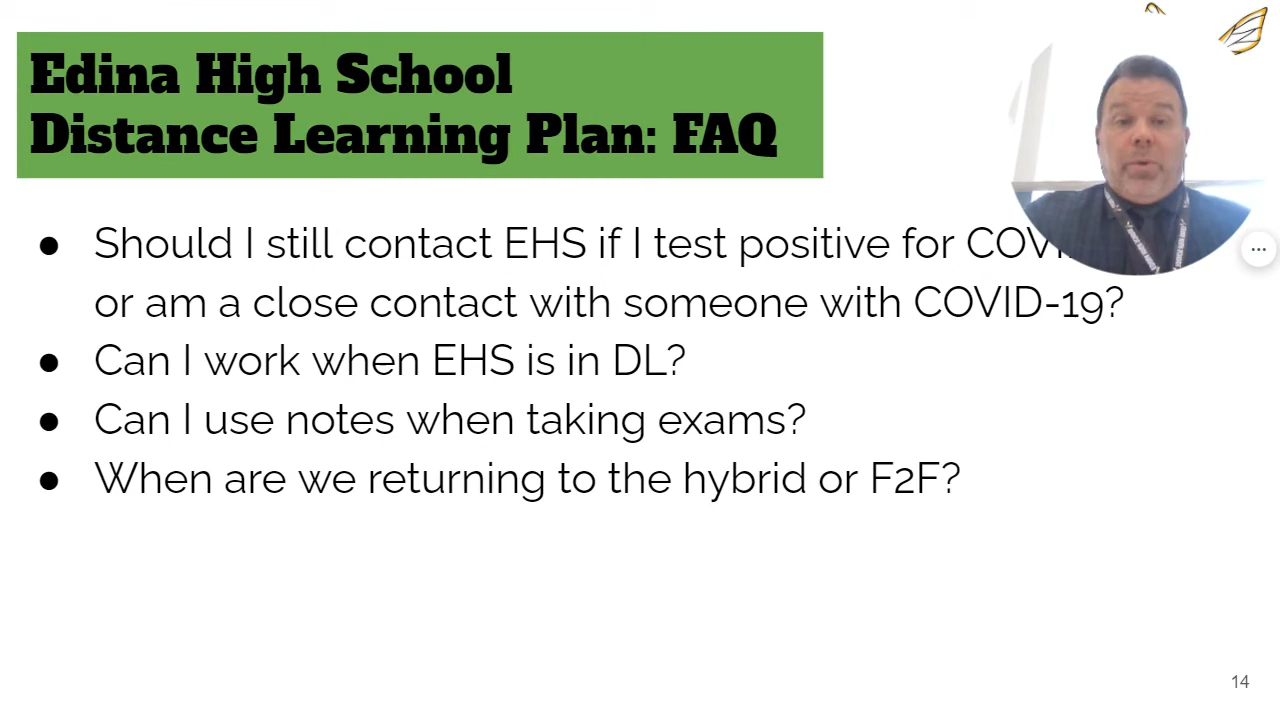 Edina High School
Distance Learning Plan: FAQ
● Should I still contact EHS if I test positive for
or am a close contact with someone with COVID-19?
● Can I work when EHS is in DL?
● Can I use notes when taking exams?
● When are we returning to the hybrid or F2F?
14